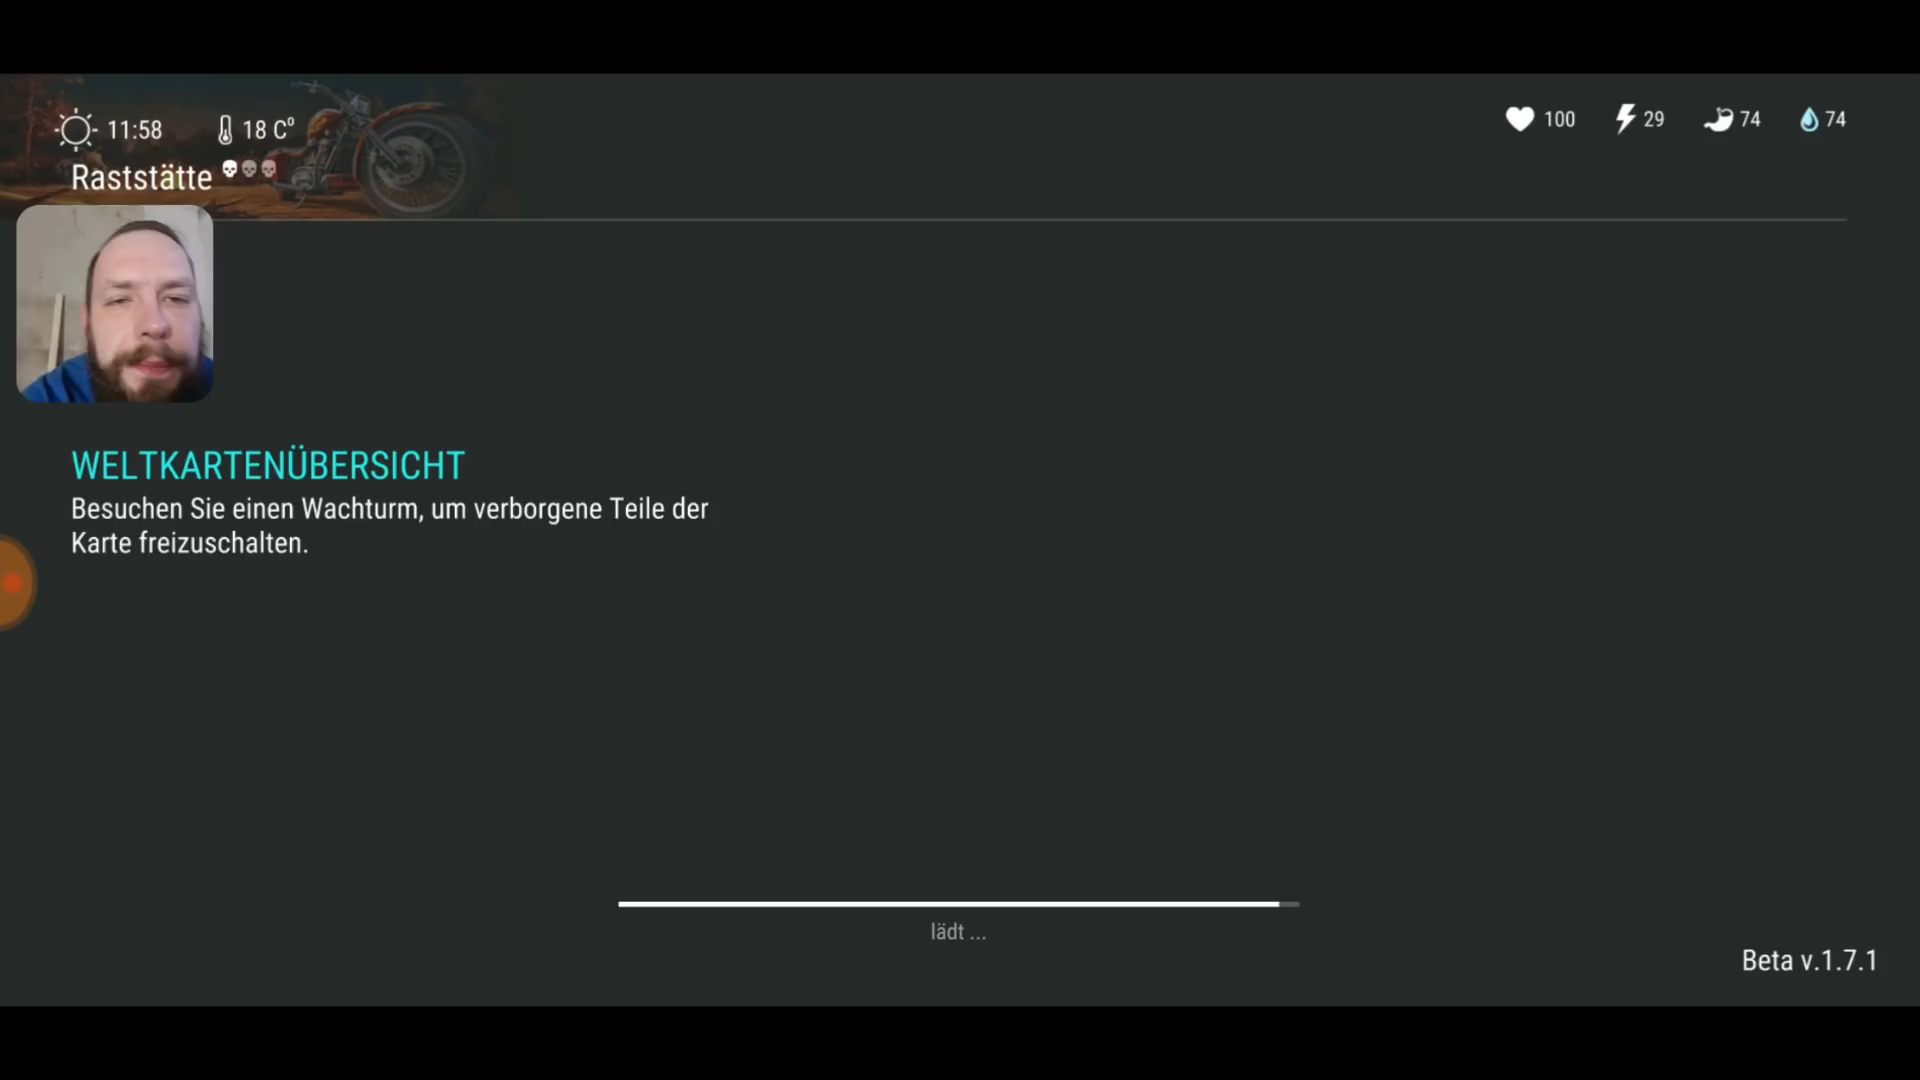 11:58
18 C°
100
29
74
74
Raststätte
WELTKARTENÜBERSICHT
Besuchen Sie einen Wachturm, um verborgene Teile der
Karte freizuschalten.
lädt ...
Beta v.1.7.1